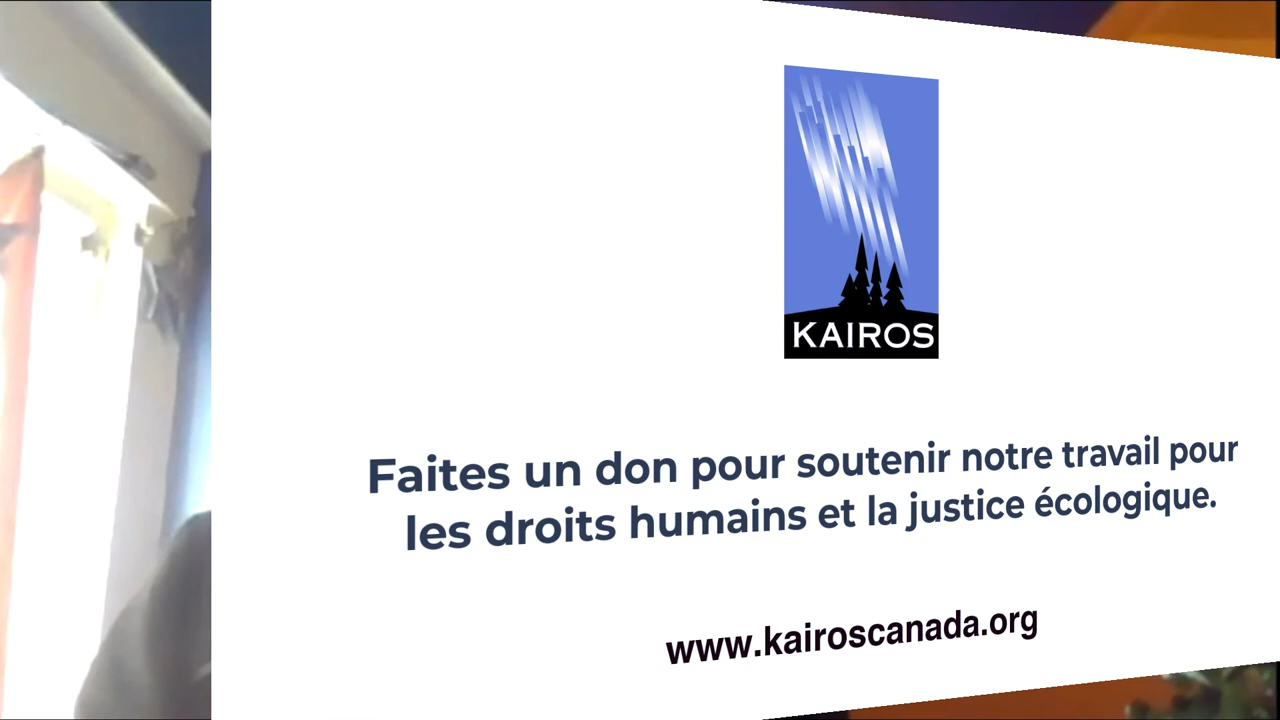 KAIROS
Faites un don pour soutenir notre travail pour
les droits humains et la justice écologique.
www.kairoscanada.org